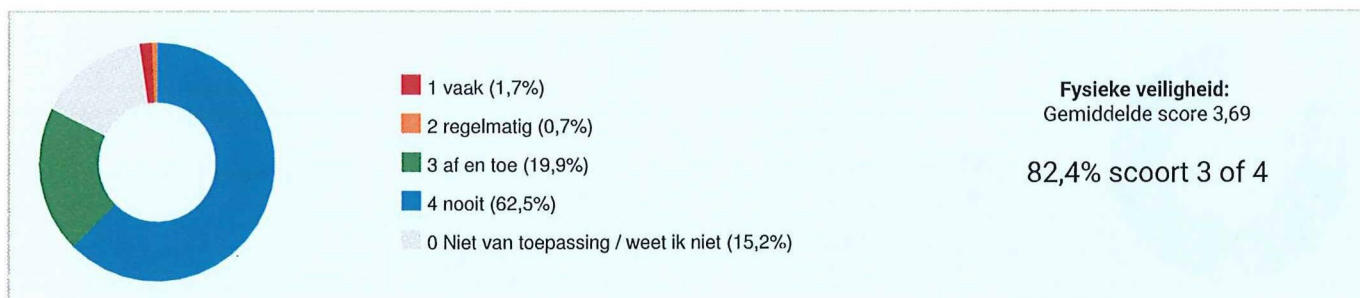 1 vaak (1,7%)
2 regelmatig (0,7%)
3 af en toe (19,9%)
4 nooit (62,5%)
0 Niet van toepassing / weet ik niet (15,2%)
Fysieke veiligheid:
Gemiddelde score 3,69
82,4% scoort 3 of 4